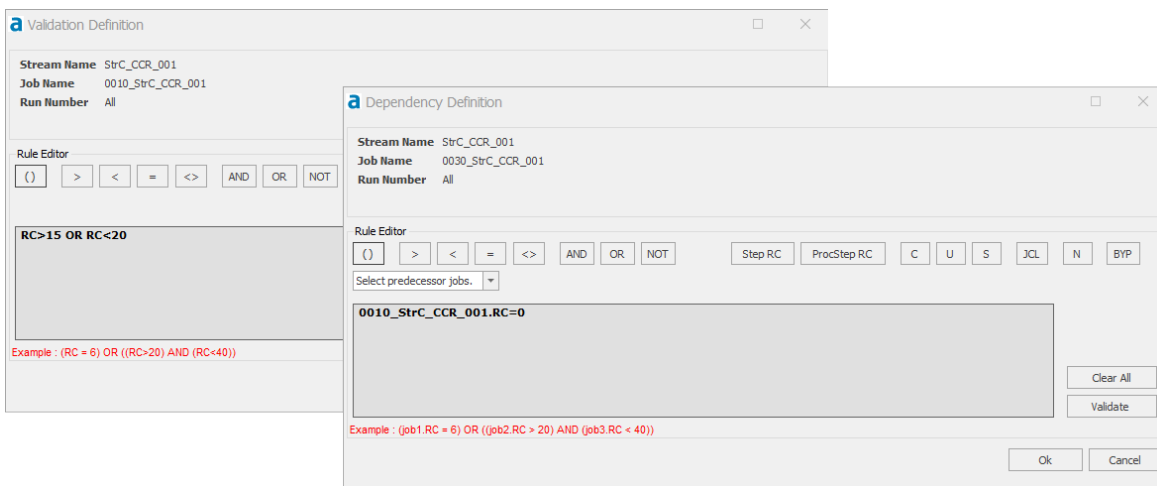 a Validation Definition
Stream Name StrC_CCR_001
Job Name 0010_StrC_CCR_001
Run Number All
Rule Editor
() > < = <> AND OR NOT
RC>15 OR RC<20
Example : (RC = 6) OR ((RC>20) AND (RC<40))
a Dependency Definition
Stream Name StrC_CCR_001
Job Name 0030_StrC_CCR_001
Run Number All
Rule Editor
() > < = <> AND OR NOT Step RC ProcStep RC C U S JCL N BYP
Select predecessor jobs.
0010_StrC_CCR_001.RC=0
Clear All
Validate
Example : (job1.RC = 6) OR ((job2.RC > 20) AND (job3.RC < 40))
Ok Cancel